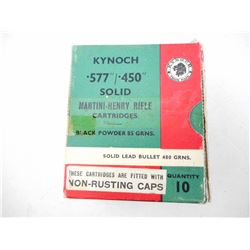 KYNOCH
·577"/·450"
SOLID
MARTINI-HENRY RIFLE
CARTRIDGES
BLACK POWDER 85 GRNS.
SOLID LEAD BULLET 480 GRNS.
THESE CARTRIDGES ARE FITTED WITH
NON-RUSTING CAPS
QUANTITY
10